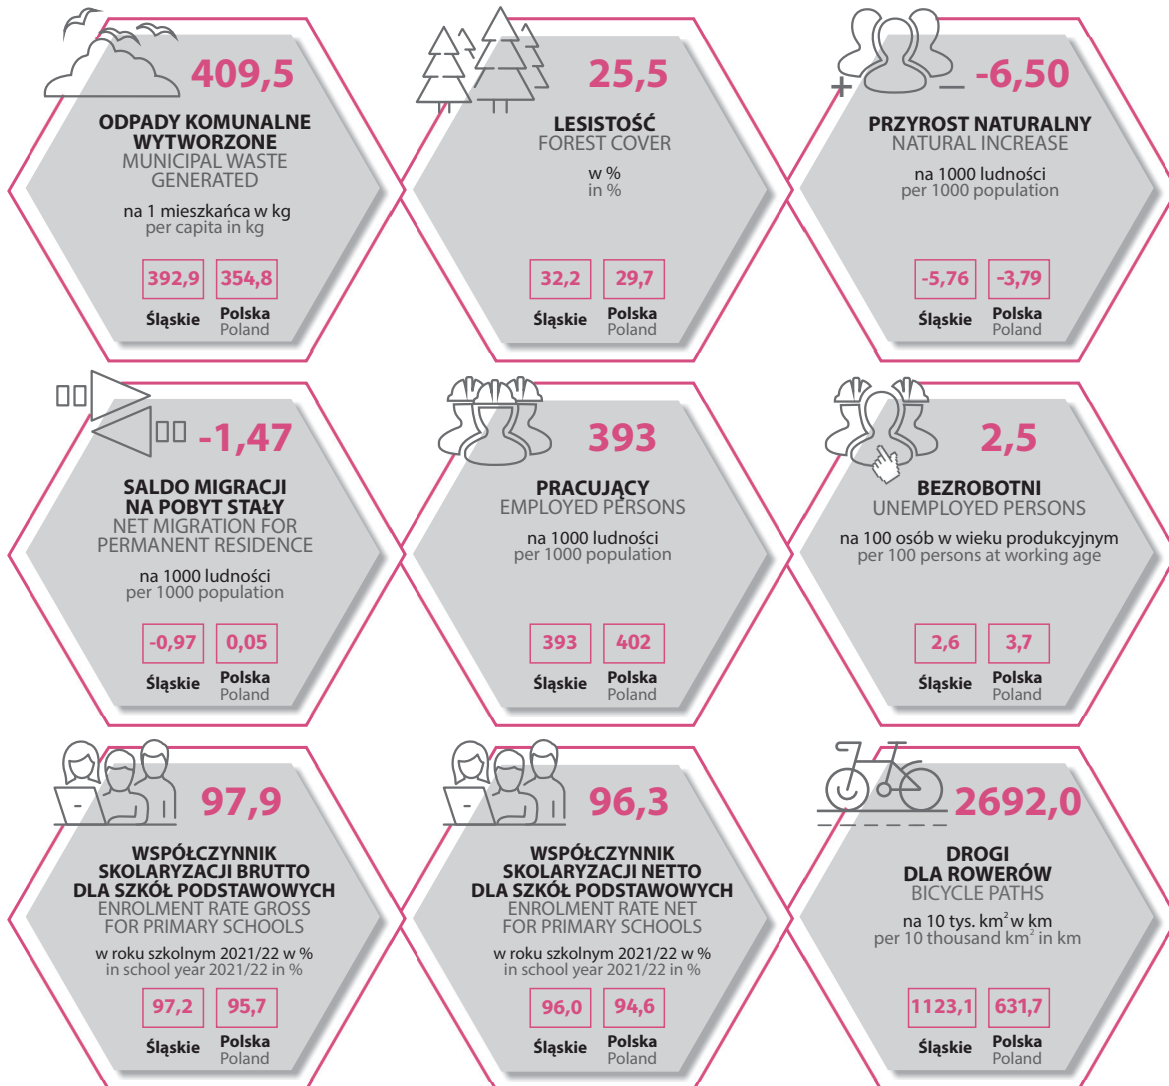 409,5
ODPADY KOMUNALNE
WYTWORZONE
MUNICIPAL WASTE
GENERATED
na 1 mieszkańca w kg
per capita in kg
392,9 354,8
Śląskie Polska
Poland
25,5
LESISTOŚĆ
FOREST COVER
w %
in %
32,2 29,7
Śląskie Polska
Poland
-6,50
PRZYROST NATURALNY
NATURAL INCREASE
na 1000 ludności
per 1000 population
-5,76 -3,79
Śląskie Polska
Poland
-1,47
SALDO MIGRACJI
NA POBYT STAŁY
NET MIGRATION FOR
PERMANENT RESIDENCE
na 1000 ludności
per 1000 population
-0,97 0,05
Śląskie Polska
Poland
393
PRACUJĄCY
EMPLOYED PERSONS
na 1000 ludności
per 1000 population
393 402
Śląskie Polska
Poland
2,5
BEZROBOTNI
UNEMPLOYED PERSONS
na 100 osób w wieku produkcyjnym
per 100 persons at working age
2,6 3,7
Śląskie Polska
Poland
97,9
WSPÓŁCZYNNIK
SKOLARYZACJI BRUTTO
DLA SZKÓŁ PODSTAWOWYCH
ENROLMENT RATE GROSS
FOR PRIMARY SCHOOLS
w roku szkolnym 2021/22 w %
in school year 2021/22 in %
97,2 95,7
Śląskie Polska
Poland
96,3
WSPÓŁCZYNNIK
SKOLARYZACJI NETTO
DLA SZKÓŁ PODSTAWOWYCH
ENROLMENT RATE NET
FOR PRIMARY SCHOOLS
w roku szkolnym 2021/22 w %
in school year 2021/22 in %
96,0 94,6
Śląskie Polska
Poland
2692,0
DROGI
DLA ROWERÓW
BICYCLE PATHS
na 10 tys. km² w km
per 10 thousand km² in km
1123,1 631,7
Śląskie Polska
Poland